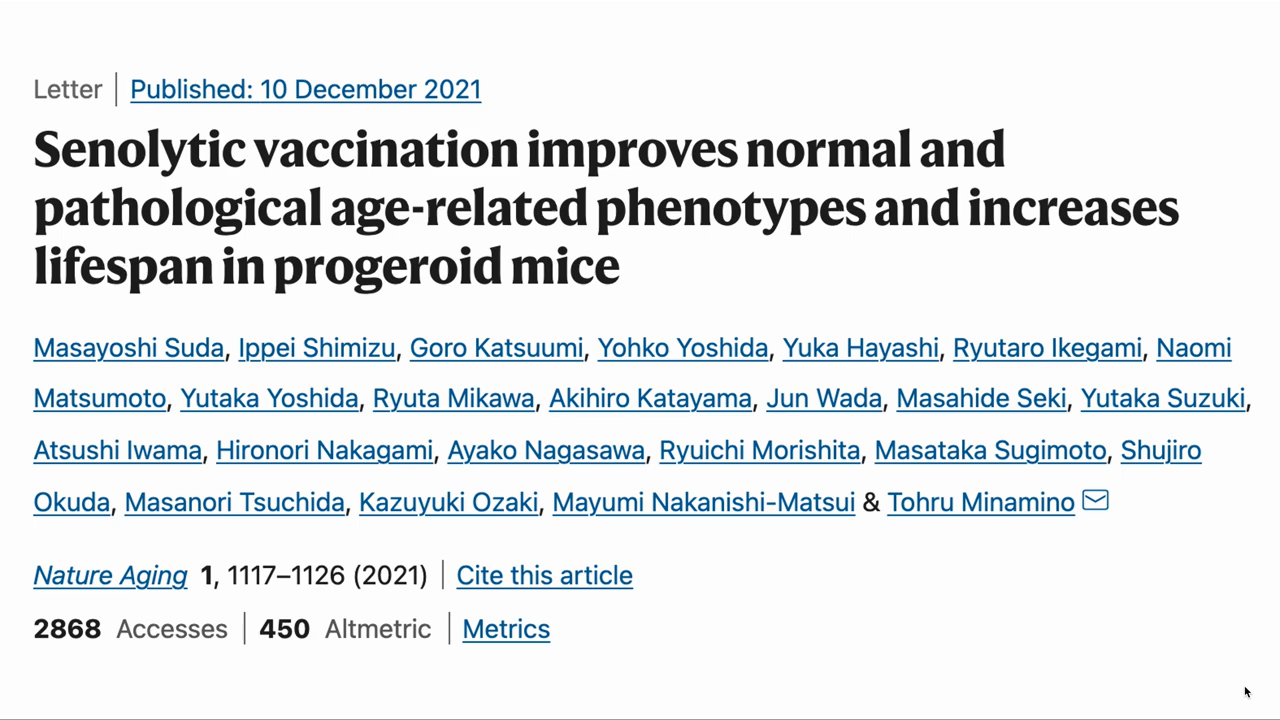 Letter | Published: 10 December 2021
Senolytic vaccination improves normal and
pathological age-related phenotypes and increases
lifespan in progeroid mice
Masayoshi Suda, Ippei Shimizu, Goro Katsuumi, Yohko Yoshida, Yuka Hayashi, Ryutaro Ikegami, Naomi
Matsumoto, Yutaka Yoshida, Ryuta Mikawa, Akihiro Katayama, Jun Wada, Masahide Seki, Yutaka Suzuki,
Atsushi Iwama, Hironori Nakagami, Ayako Nagasawa, Ryuichi Morishita, Masataka Sugimoto, Shujiro
Okuda, Masanori Tsuchida, Kazuyuki Ozaki, Mayumi Nakanishi-Matsui & Tohru Minamino
Nature Aging 1, 1117–1126 (2021) | Cite this article
2868 Accesses | 450 Altmetric | Metrics